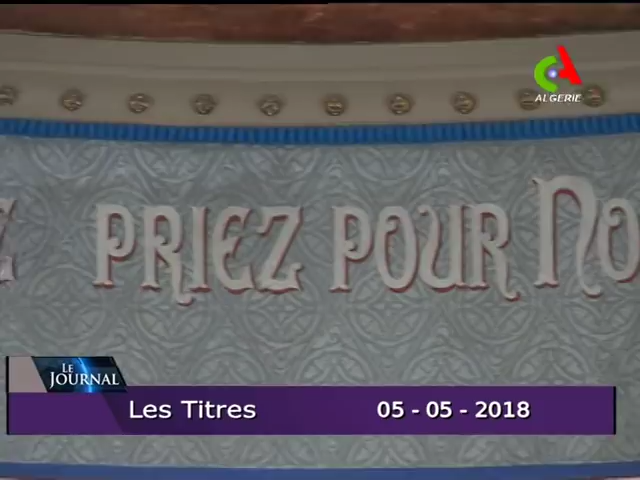 ALGERIE
PRIEZ POUR NO
LE
JOURNAL
Les Titres
05 - 05 - 2018